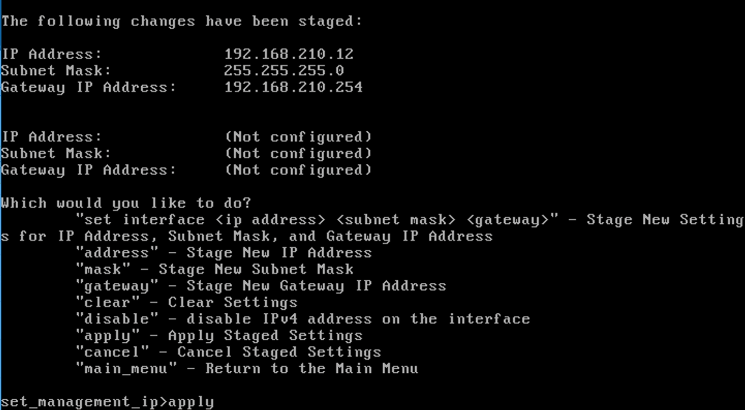 The following changes have been staged:
IP Address: 192.168.210.12
Subnet Mask: 255.255.255.0
Gateway IP Address: 192.168.210.254
IP Address: (Not configured)
Subnet Mask: (Not configured)
Gateway IP Address: (Not configured)
Which would you like to do?
"set interface <ip address> <subnet mask> <gateway>" - Stage New Setting
s for IP Address, Subnet Mask, and Gateway IP Address
"address" - Stage New IP Address
"mask" - Stage New Subnet Mask
"gateway" - Stage New Gateway IP Address
"clear" - Clear Settings
"disable" - disable IPv4 address on the interface
"apply" - Apply Staged Settings
"cancel" - Cancel Staged Settings
"main_menu" - Return to the Main Menu
set_management_ip>apply